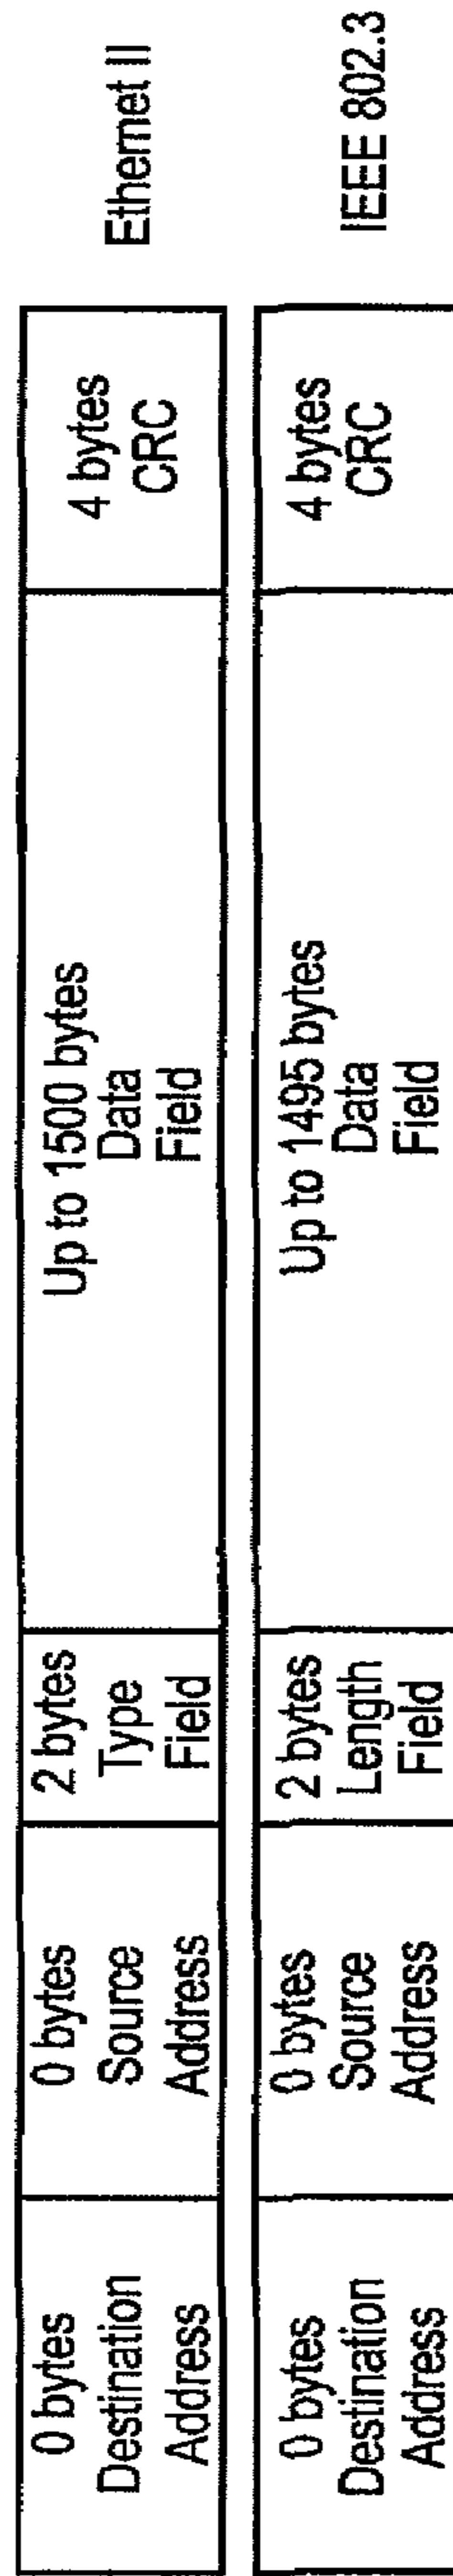 0 bytes
Destination
Address
0 bytes
Source
Address
2 bytes
Type
Field
Up to 1500 bytes
Data
Field
4 bytes
CRC
Ethernet II
0 bytes
Destination
Address
0 bytes
Source
Address
2 bytes
Length
Field
Up to 1495 bytes
Data
Field
4 bytes
CRC
IEEE 802.3